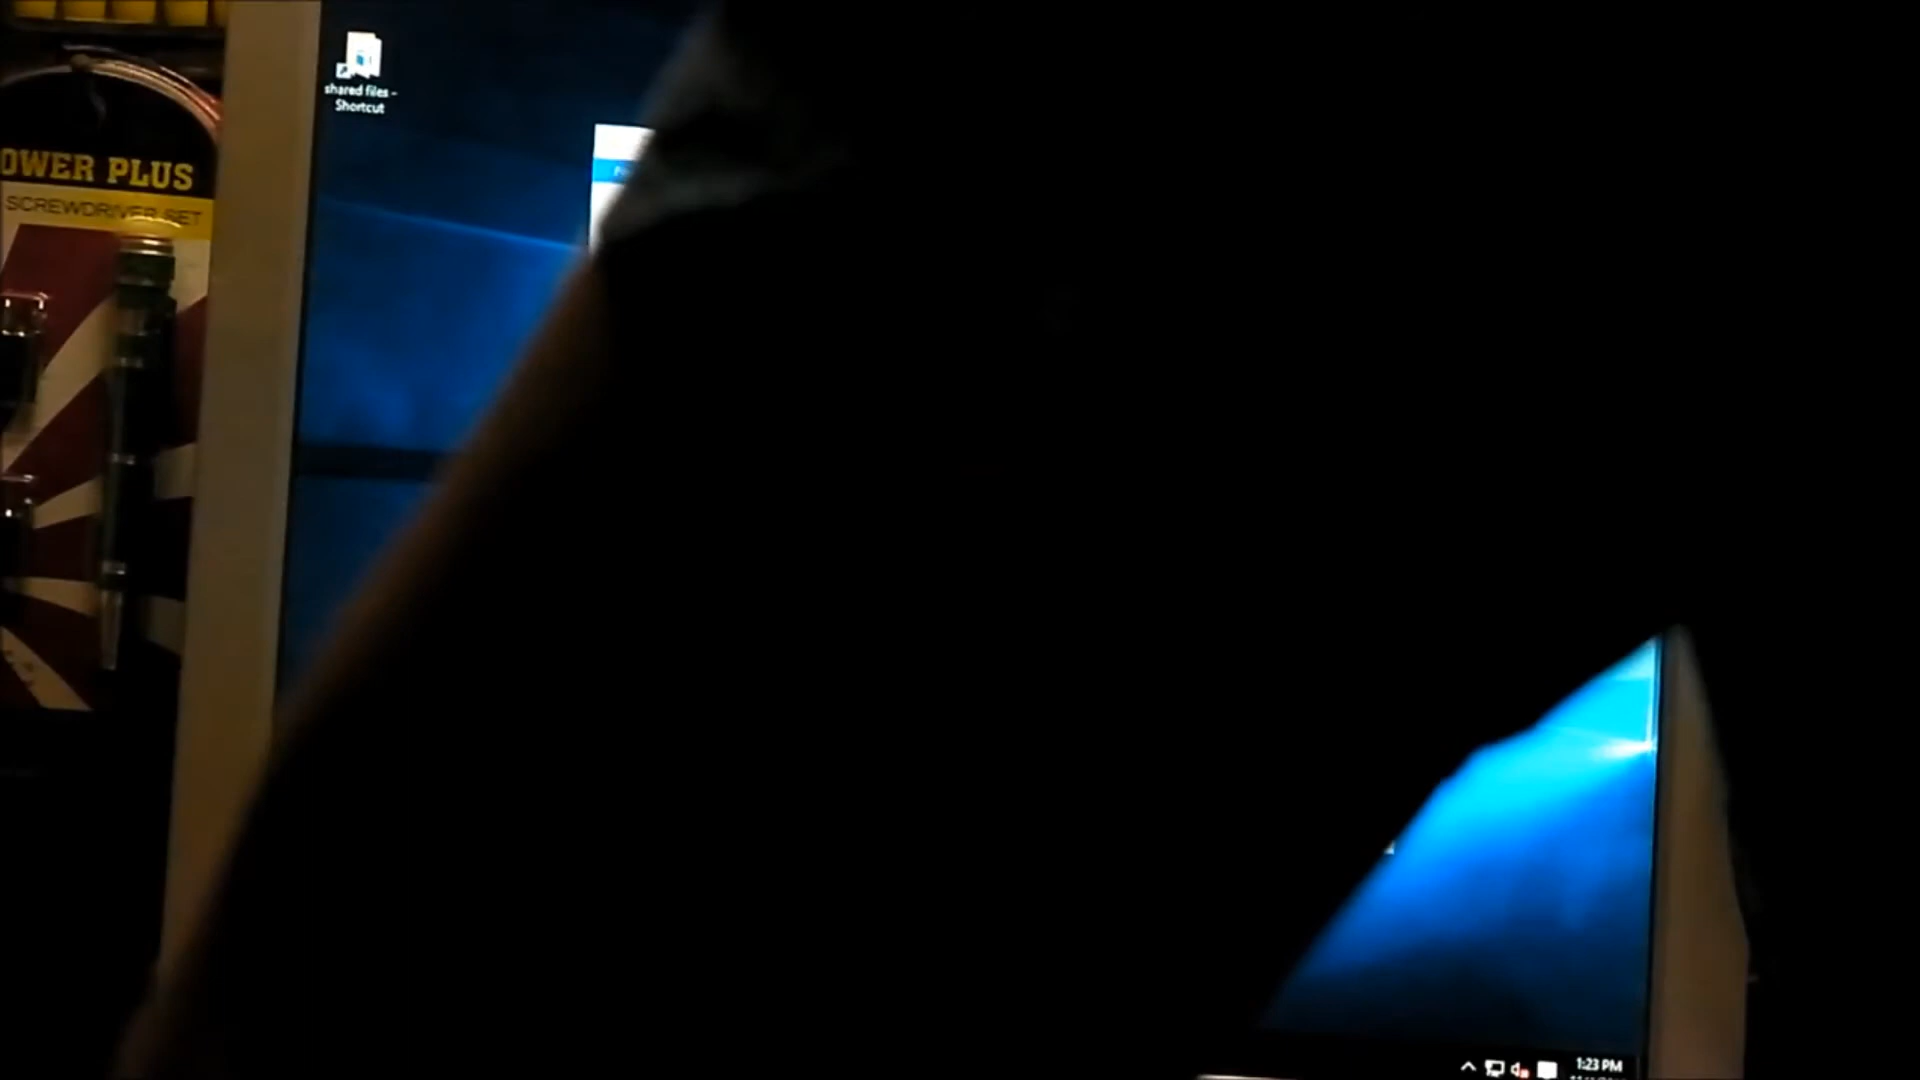 OWER PLUS
SCREWDRIVER SET
shared files -
Shortcut
1:23 PM